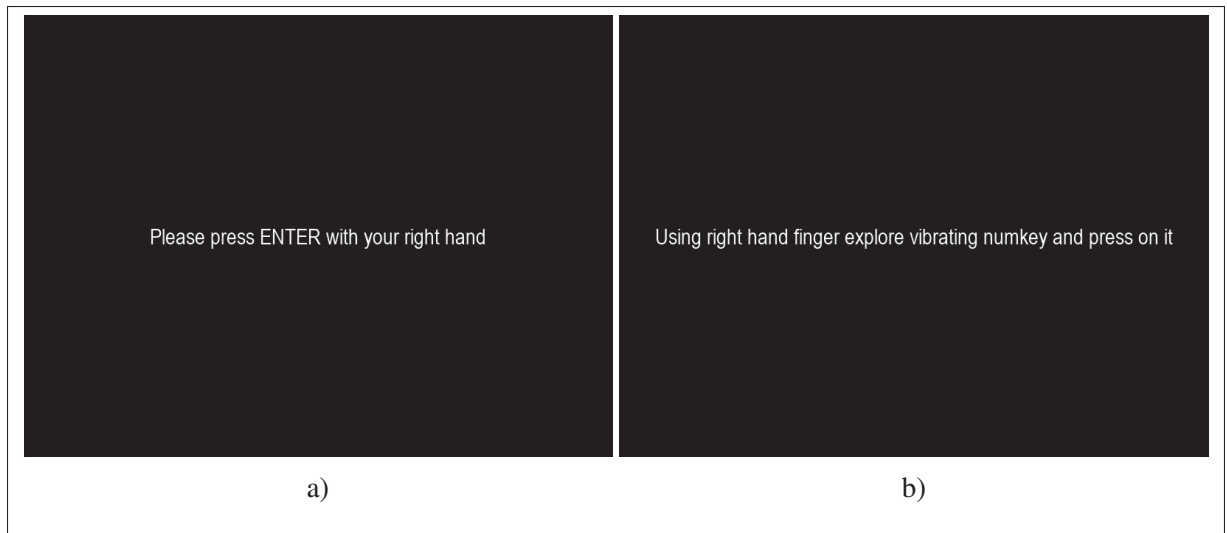 Please press ENTER with your right hand
Using right hand finger explore vibrating numkey and press on it
a)
b)